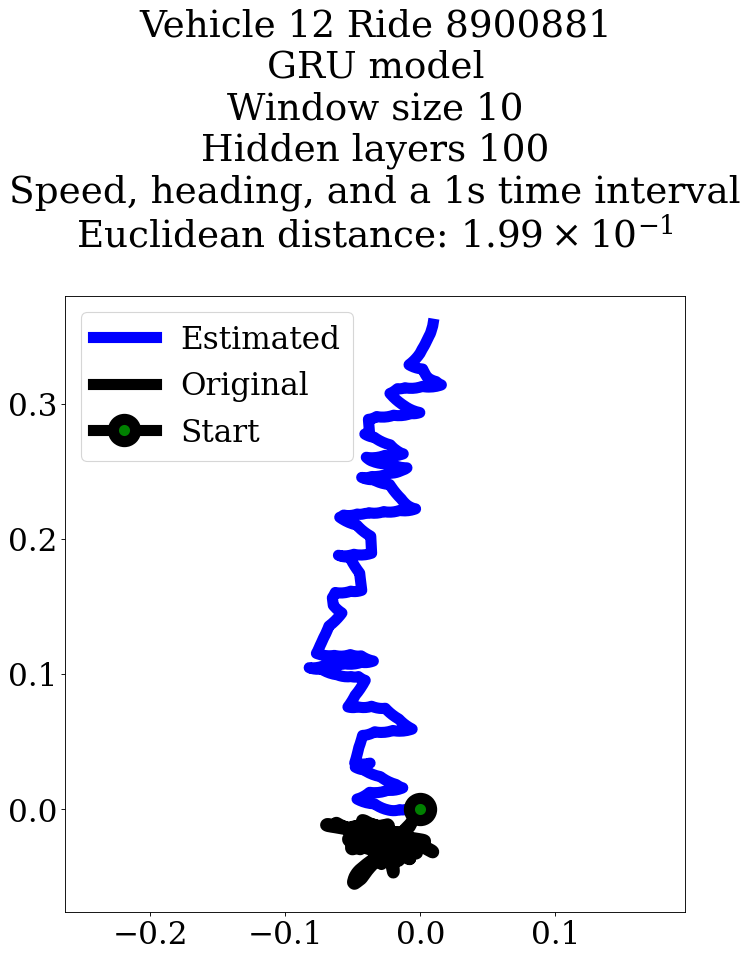 Vehicle 12 Ride 8900881
GRU model
Window size 10
Hidden layers 100
Speed, heading, and a 1s time interval
Euclidean distance: 1.99 × 10⁻¹
Estimated
Original
Start
0.3
0.2
0.1
0.0
−0.2
−0.1
0.0
0.1